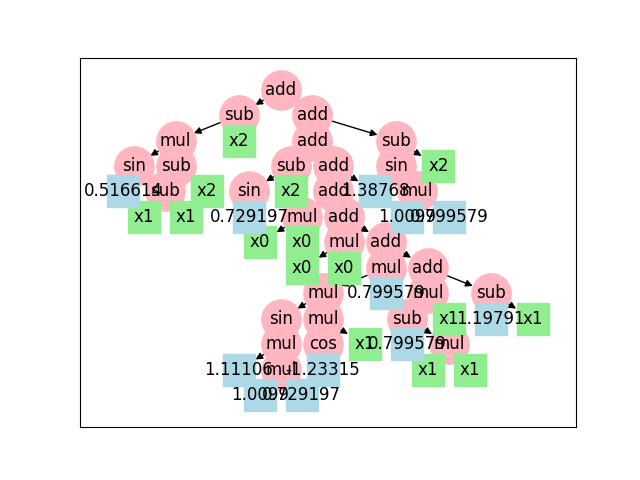 add
sub add
mul x2 add sub
sin sub sub add sin x2
0.516614 sub x2 sin x2 add 1.38768 mul
x1 x1 0.729197 mul add 1.0099 0.999579
x0 x0 mul add
x0 x0 mul add
mul 0.799579 mul sub
sin mul sub x1 1.19791 x1
mul cos x1 0.799579 mul
1.11106 mul -1.23315 x1 x1
1.0099 0.729197